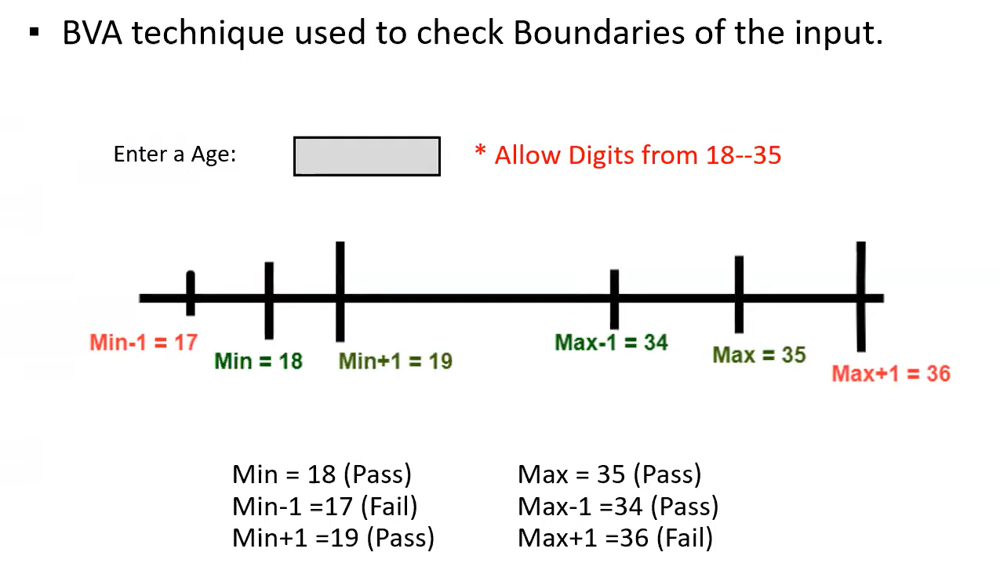 ▪ BVA technique used to check Boundaries of the input.
Enter a Age: * Allow Digits from 18--35
Min-1 = 17
Min = 18
Min+1 = 19
Max-1 = 34
Max = 35
Max+1 = 36
Min = 18 (Pass)
Min-1 =17 (Fail)
Min+1 =19 (Pass)
Max = 35 (Pass)
Max-1 =34 (Pass)
Max+1 =36 (Fail)